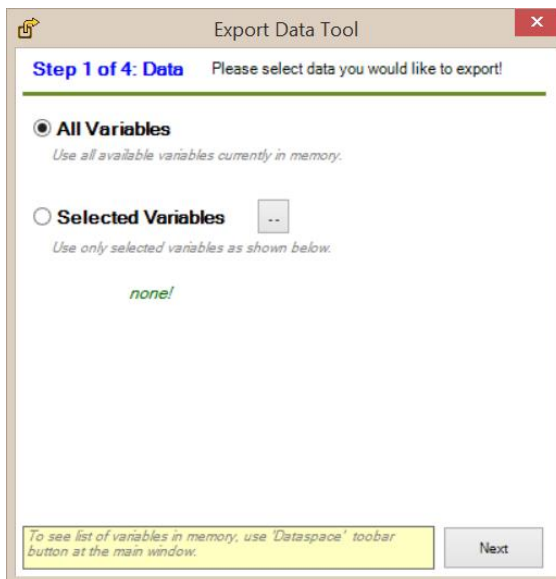 Export Data Tool
Step 1 of 4: Data Please select data you would like to export!
All Variables
Use all available variables currently in memory.
Selected Variables --
Use only selected variables as shown below.
none!
To see list of variables in memory, use 'Dataspace' toobar
button at the main window.
Next